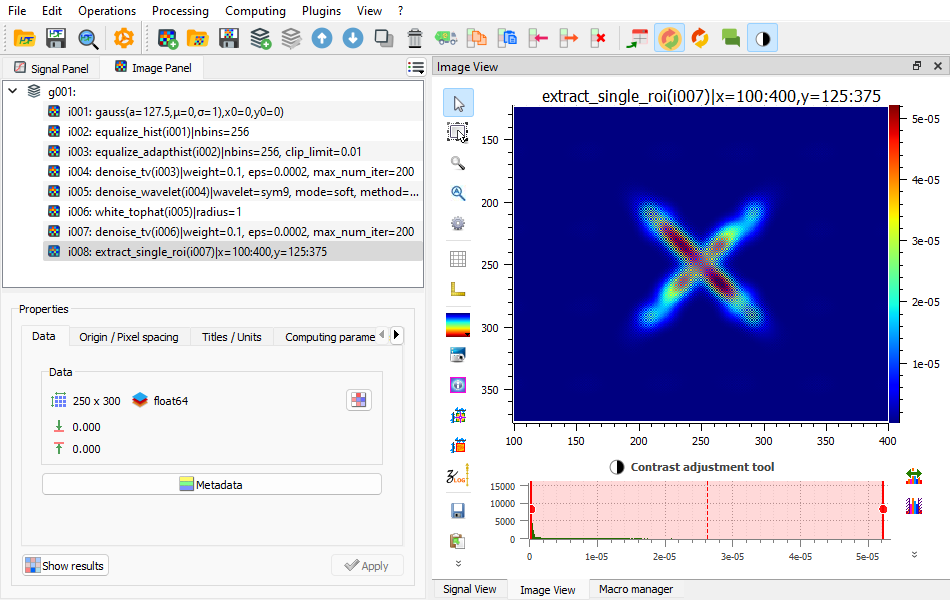 File Edit Operations Processing Computing Plugins View ?
Signal Panel Image Panel
g001:
i001: gauss(a=127.5,μ=0,σ=1),x0=0,y0=0)
i002: equalize_hist(i001)|nbins=256
i003: equalize_adapthist(i002)|nbins=256, clip_limit=0.01
i004: denoise_tv(i003)|weight=0.1, eps=0.0002, max_num_iter=200
i005: denoise_wavelet(i004)|wavelet=sym9, mode=soft, method=...
i006: white_tophat(i005)|radius=1
i007: denoise_tv(i006)|weight=0.1, eps=0.0002, max_num_iter=200
i008: extract_single_roi(i007)|x=100:400,y=125:375
Properties
Data Origin / Pixel spacing Titles / Units Computing parame
Data
250 x 300 float64
0.000
0.000
Metadata
Show results Apply
Image View
extract_single_roi(i007)|x=100:400,y=125:375
150
200
250
300
350
100 150 200 250 300 350 400
5e-05
4e-05
3e-05
2e-05
1e-05
Contrast adjustment tool
15000
10000
5000
0
0 1e-05 2e-05 3e-05 4e-05 5e-05
LOG
Signal View Image View Macro manager